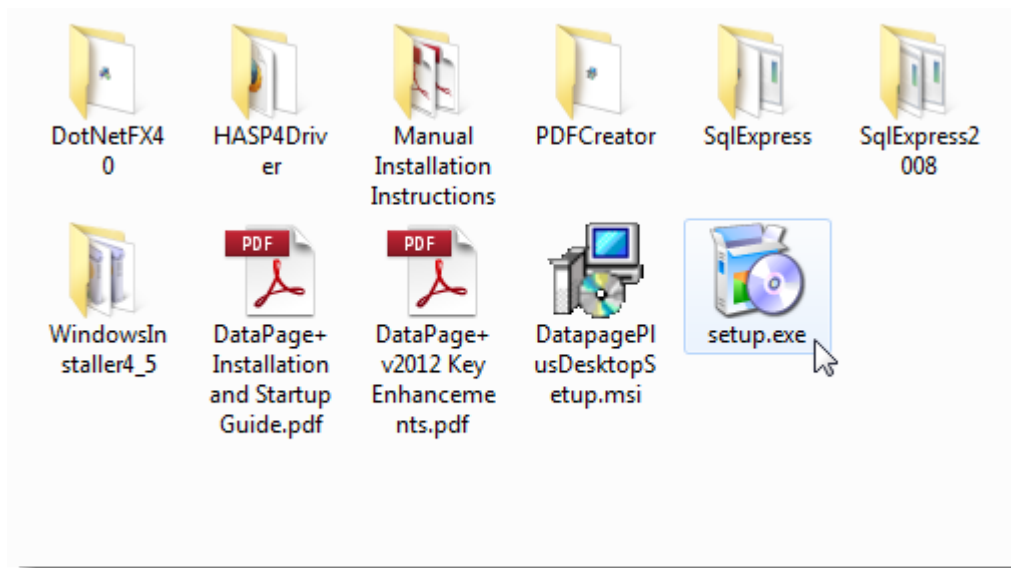 DotNetFX4
0
HASP4Driv
er
Manual
Installation
Instructions
PDFCreator
SqlExpress
SqlExpress2
008
WindowsIn
staller4_5
PDF
DataPage+
Installation
and Startup
Guide.pdf
PDF
DataPage+
v2012 Key
Enhanceme
nts.pdf
DatapagePl
usDesktopS
etup.msi
setup.exe